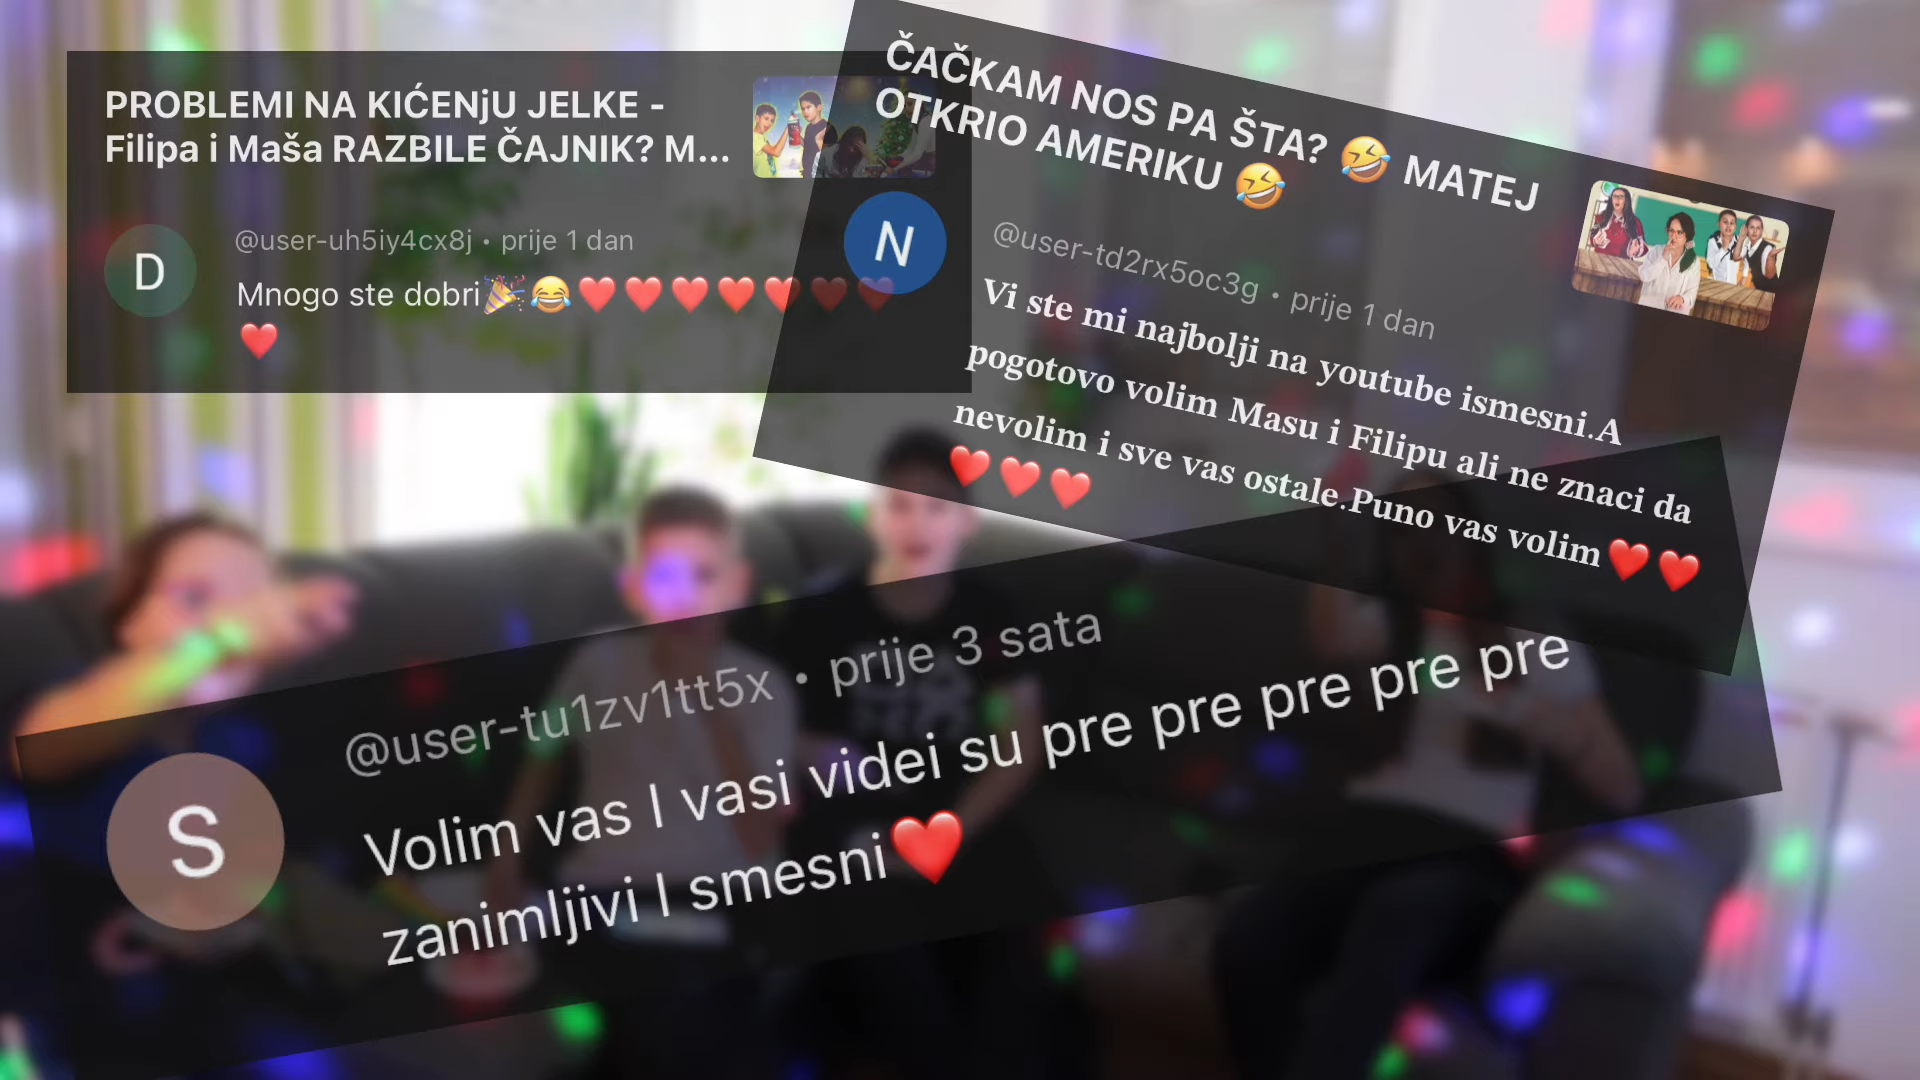 PROBLEMI NA KIĆENjU JELKE -
Filipa i Maša RAZBILE ČAJNIK? M...
D
@user-uh5iy4cx8j • prije 1 dan
Mnogo ste dobri🎉😂❤️❤️❤️❤️❤️❤️❤️
❤️
ČAČKAM NOS PA ŠTA? 🤣 MATEJ
OTKRIO AMERIKU 🤣
N
@user-td2rx5oc3g • prije 1 dan
Vi ste mi najbolji na youtube ismesni.A
pogotovo volim Masu i Filipu ali ne znaci da
nevolim i sve vas ostale.Puno vas volim❤️❤️
❤️❤️❤️
S
@user-tu1zv1tt5x • prije 3 sata
Volim vas I vasi videi su pre pre pre pre pre
zanimljivi I smesni❤️